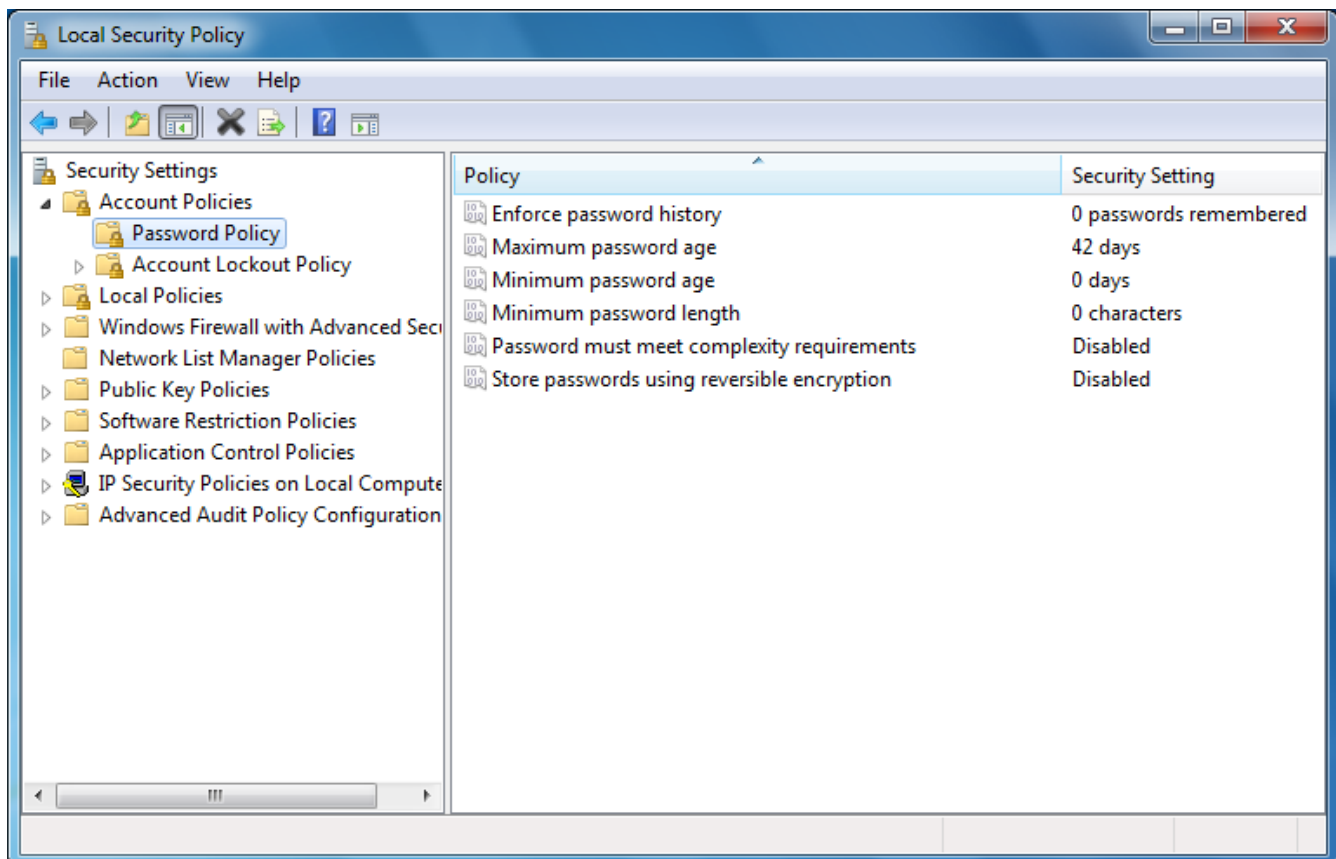 Local Security Policy
File Action View Help
Security Settings
Account Policies
Password Policy
Account Lockout Policy
Local Policies
Windows Firewall with Advanced Secu
Network List Manager Policies
Public Key Policies
Software Restriction Policies
Application Control Policies
IP Security Policies on Local Compute
Advanced Audit Policy Configuration
Policy Security Setting
Enforce password history 0 passwords remembered
Maximum password age 42 days
Minimum password age 0 days
Minimum password length 0 characters
Password must meet complexity requirements Disabled
Store passwords using reversible encryption Disabled